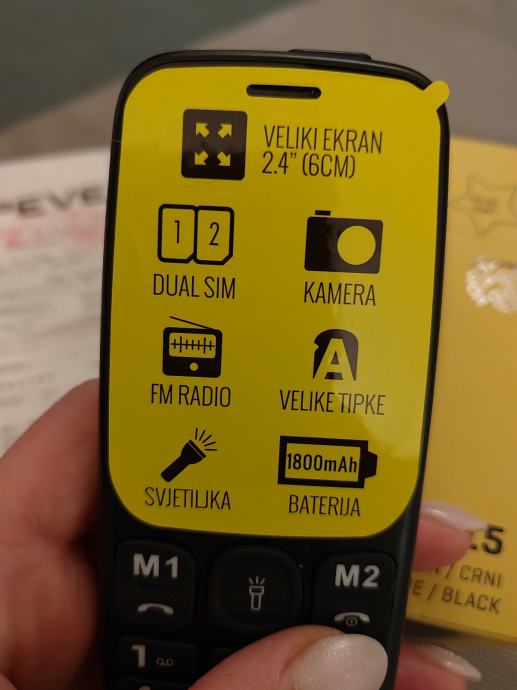 VELIKI EKRAN
2.4" (6CM)
1 2
DUAL SIM
KAMERA
FM RADIO
A
VELIKE TIPKE
SVJETILJKA
1800mAh
BATERIJA
M1
M2
1
.5
/ CRNI
E / BLACK